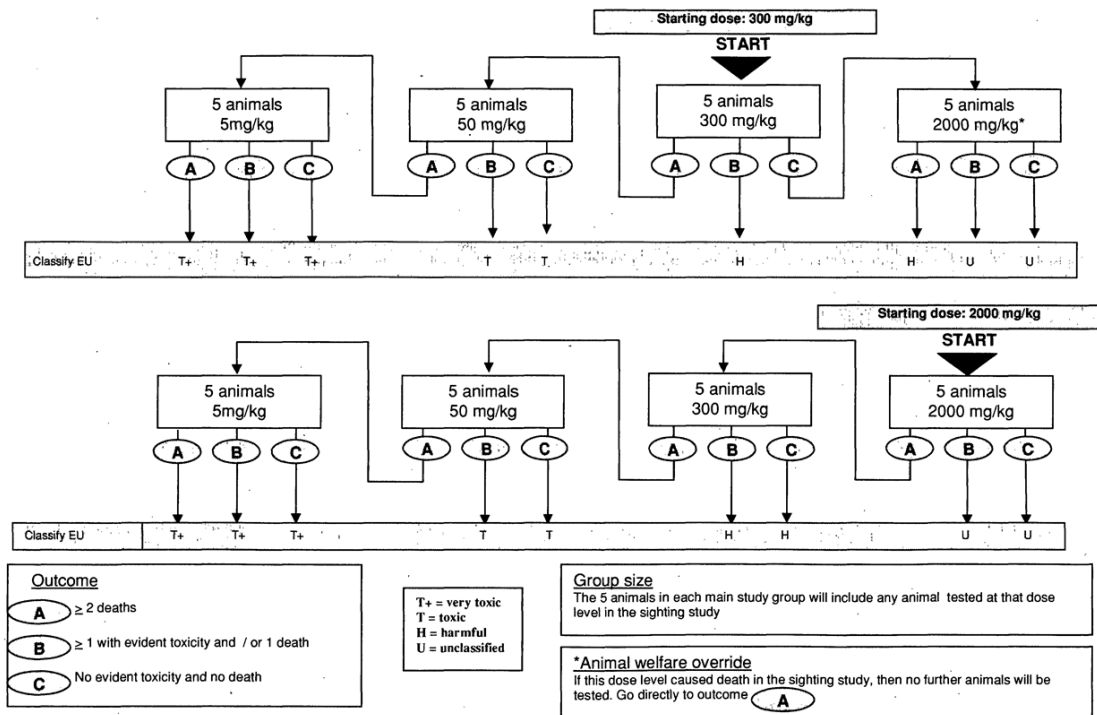 Starting dose: 300 mg/kg
START
5 animals
5mg/kg
5 animals
50 mg/kg
5 animals
300 mg/kg
5 animals
2000 mg/kg*
A B C A B C A B C A B C
Classify EU T+ T+ T+ T T H H U U
Starting dose: 2000 mg/kg
START
5 animals
5mg/kg
5 animals
50 mg/kg
5 animals
300 mg/kg
5 animals
2000 mg/kg
A B C A B C A B C A B C
Classify EU T+ T+ T+ T T H H U U
Outcome
A ≥ 2 deaths
B ≥ 1 with evident toxicity and / or 1 death
C No evident toxicity and no death
T+ = very toxic
T = toxic
H = harmful
U = unclassified
Group size
The 5 animals in each main study group will include any animal tested at that dose
level in the sighting study
*Animal welfare override
If this dose level caused death in the sighting study, then no further animals will be
tested. Go directly to outcome A